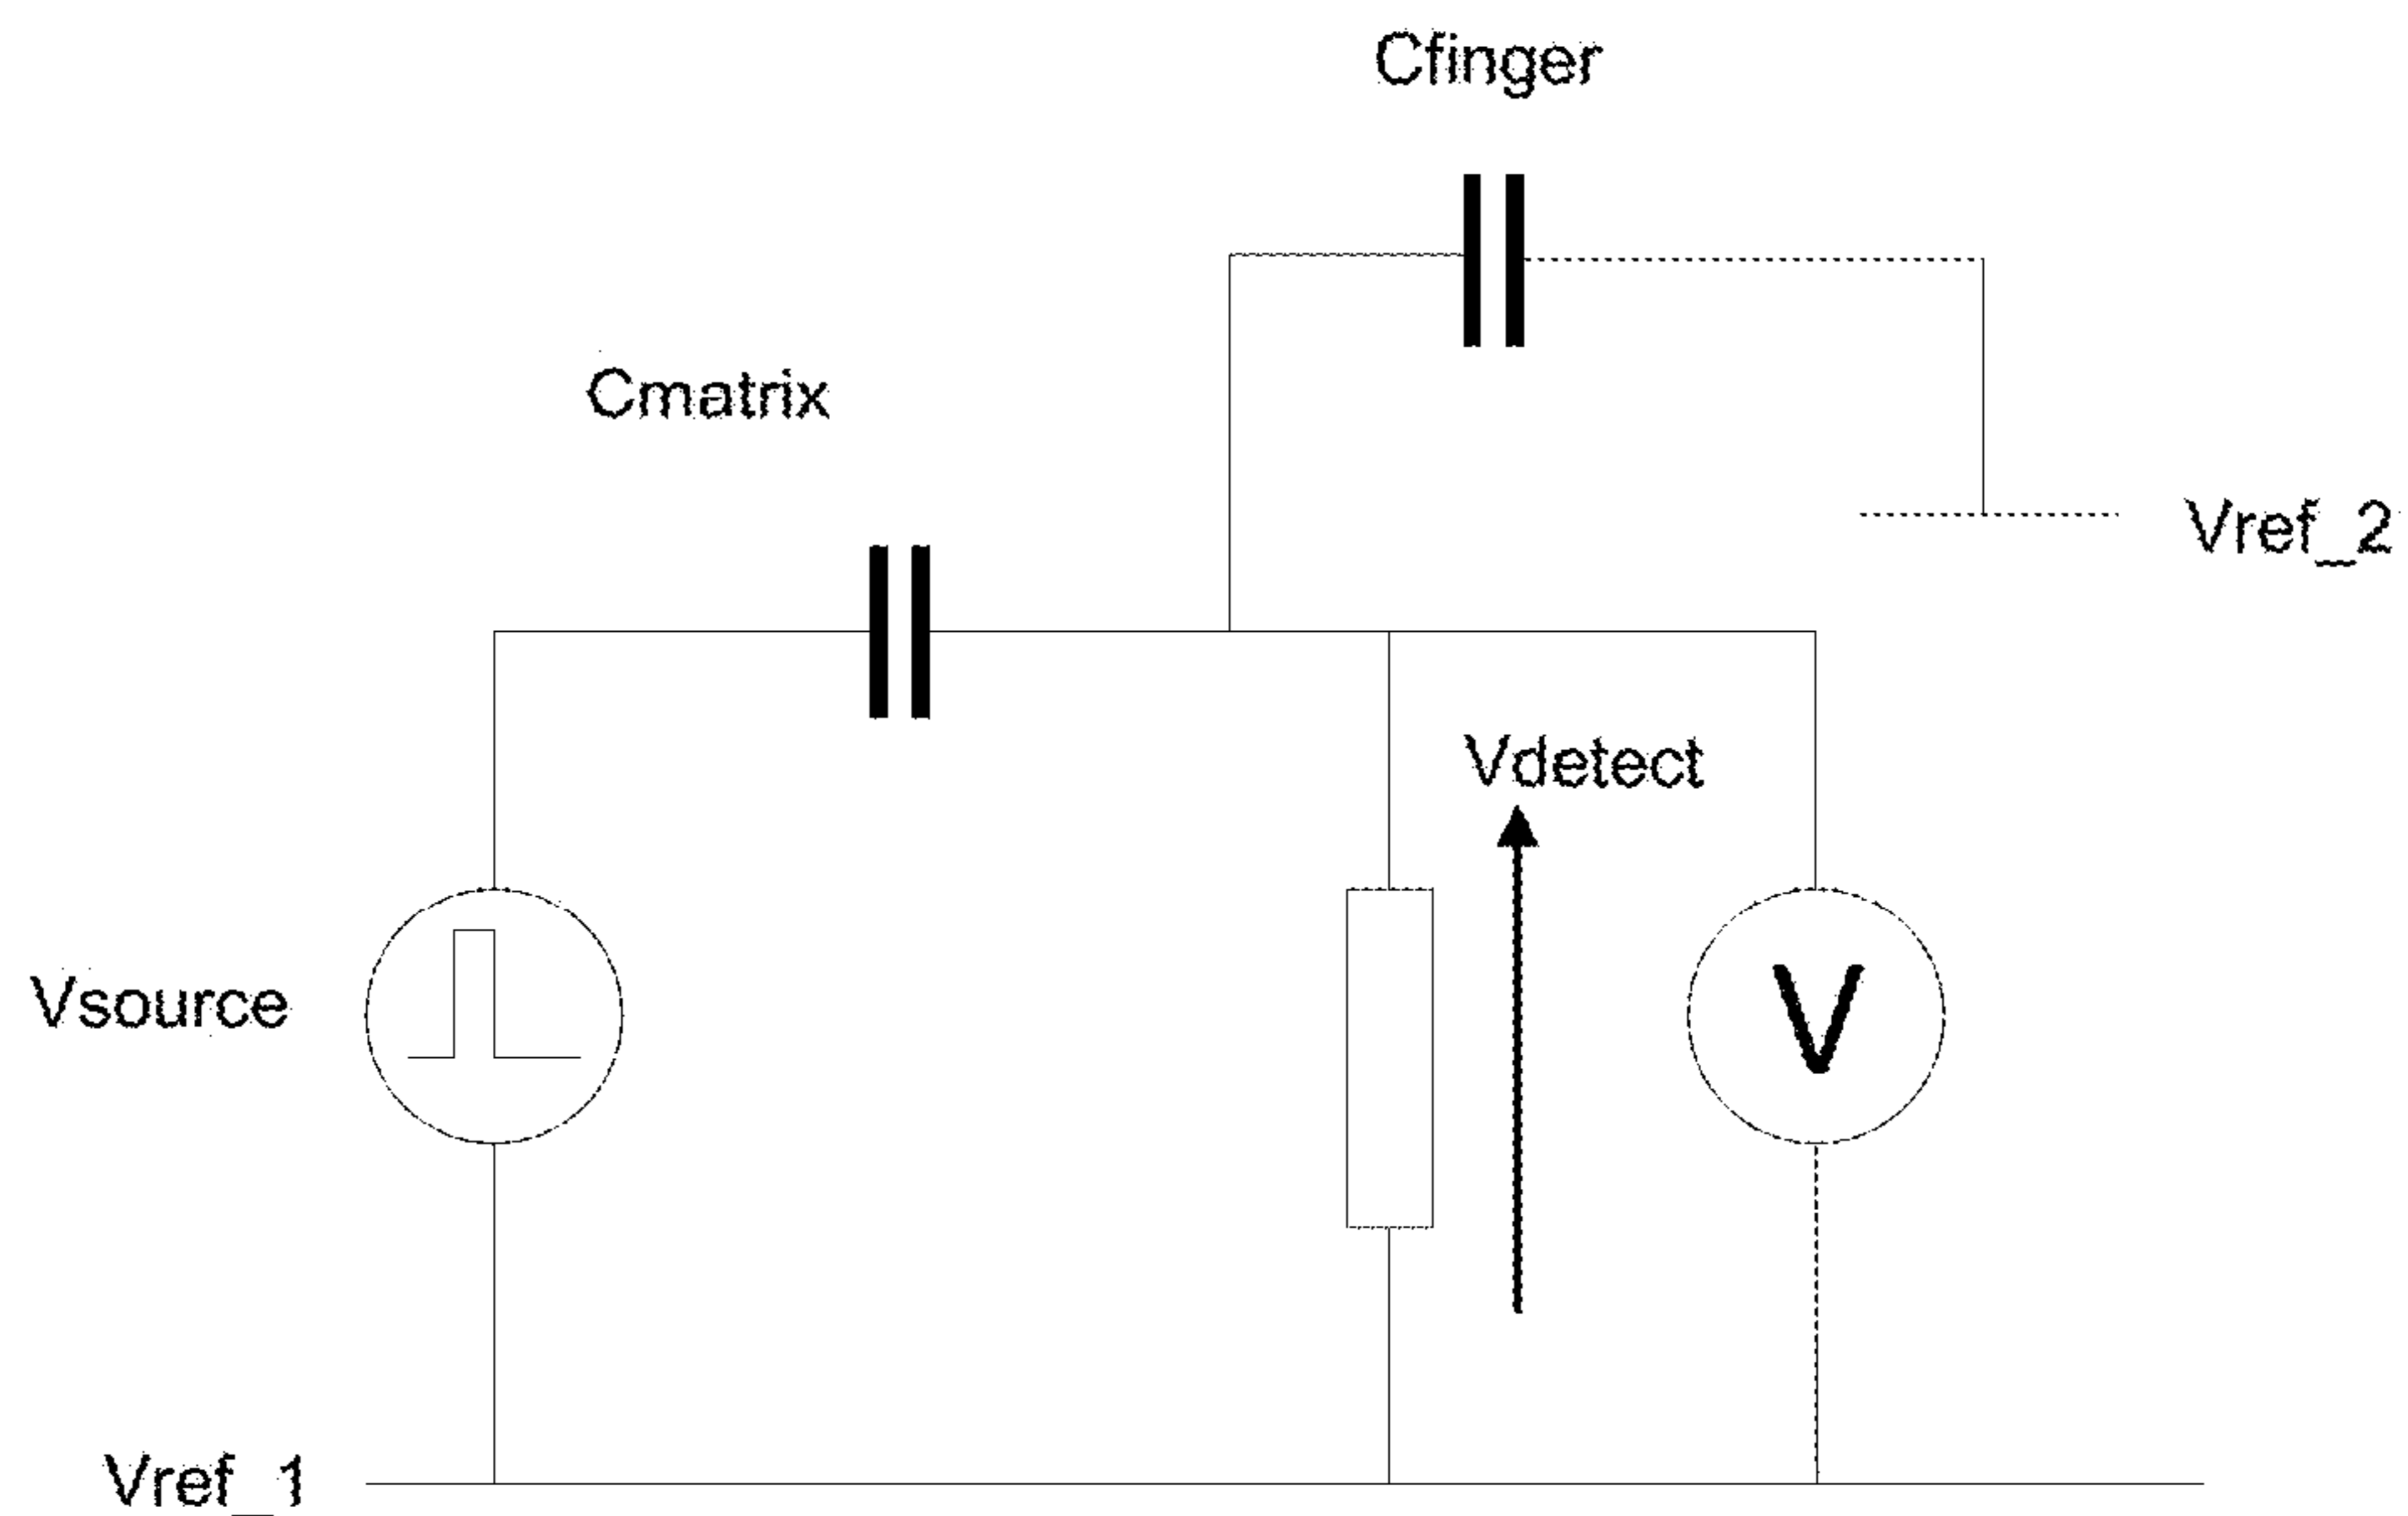 Cfinger
Cmatrix
Vref_2
Vdetect
Vsource
V
Vref_1